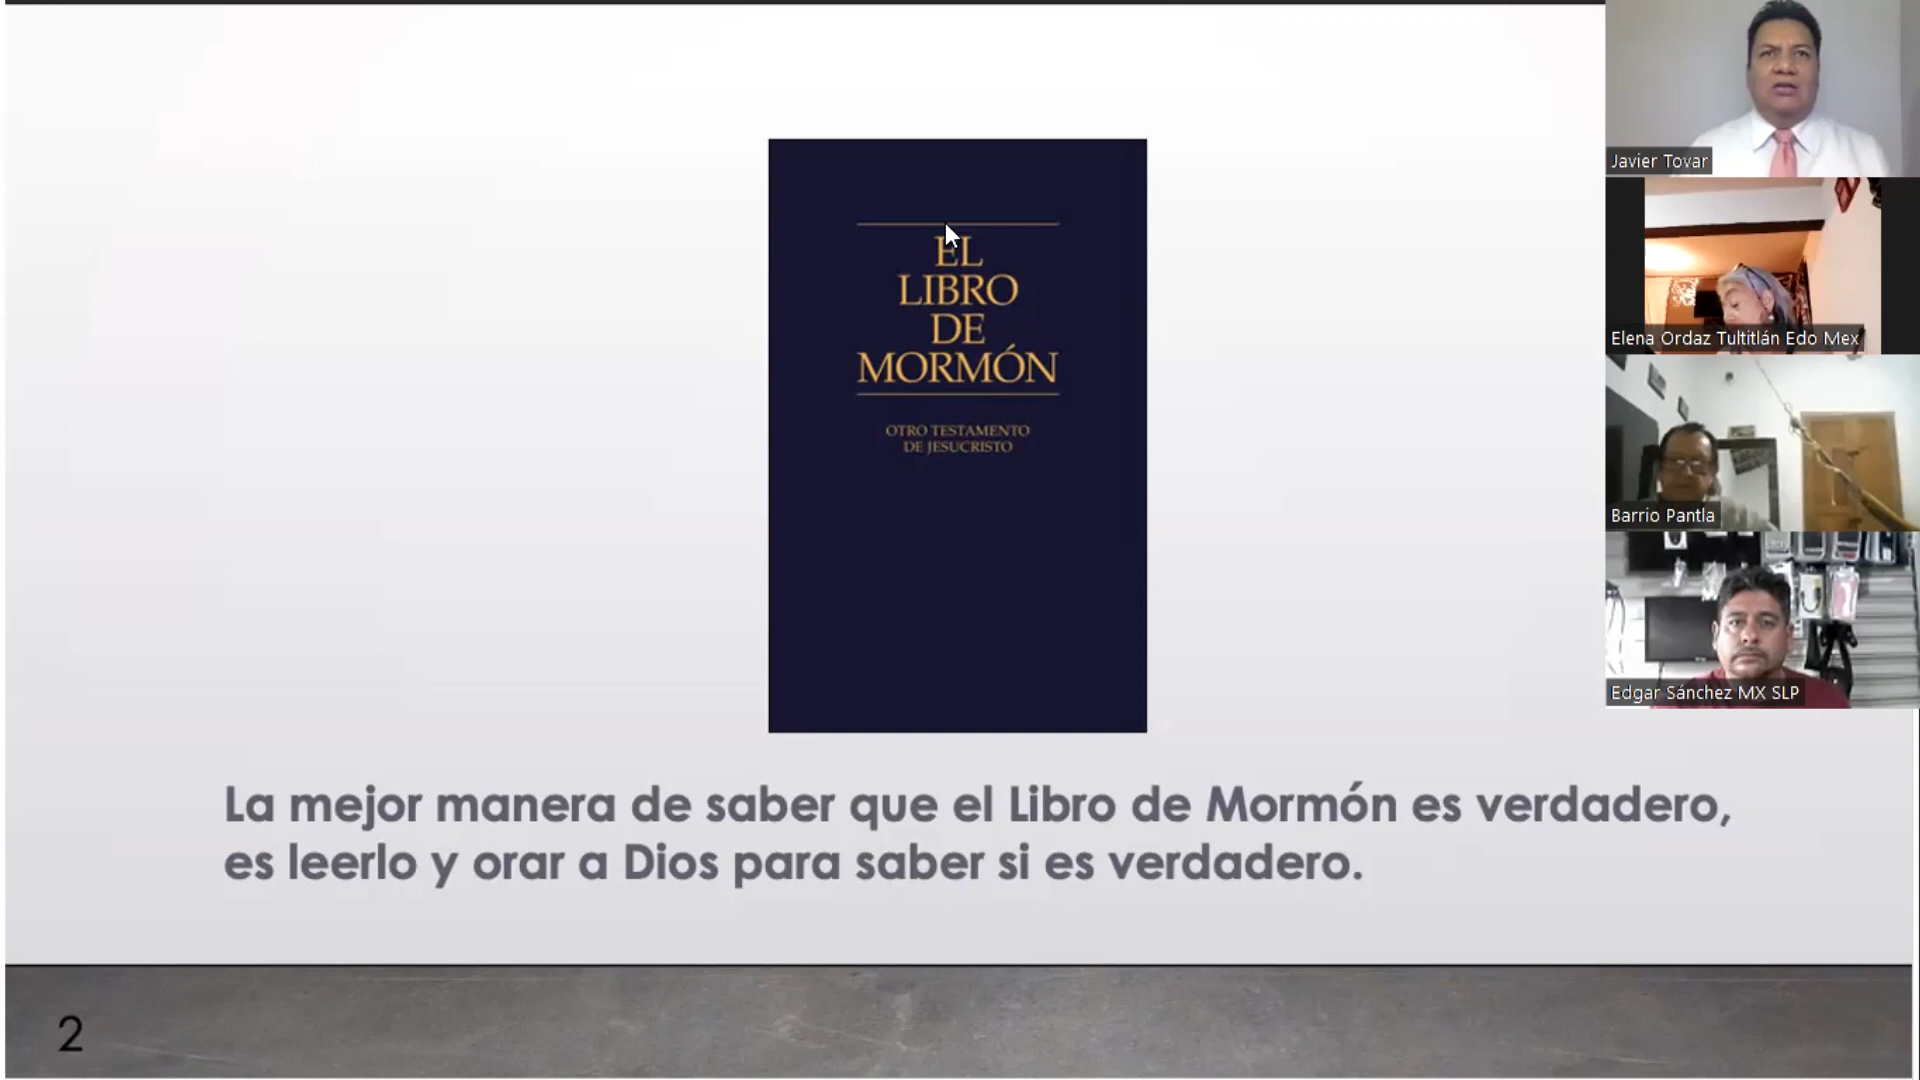 EL
LIBRO
DE
MORMÓN
OTRO TESTAMENTO
DE JESUCRISTO
La mejor manera de saber que el Libro de Mormón es verdadero,
es leerlo y orar a Dios para saber si es verdadero.
2
Javier Tovar
Elena Ordaz Tultitlán Edo Mex
Barrio Pantla
Edgar Sánchez MX SLP